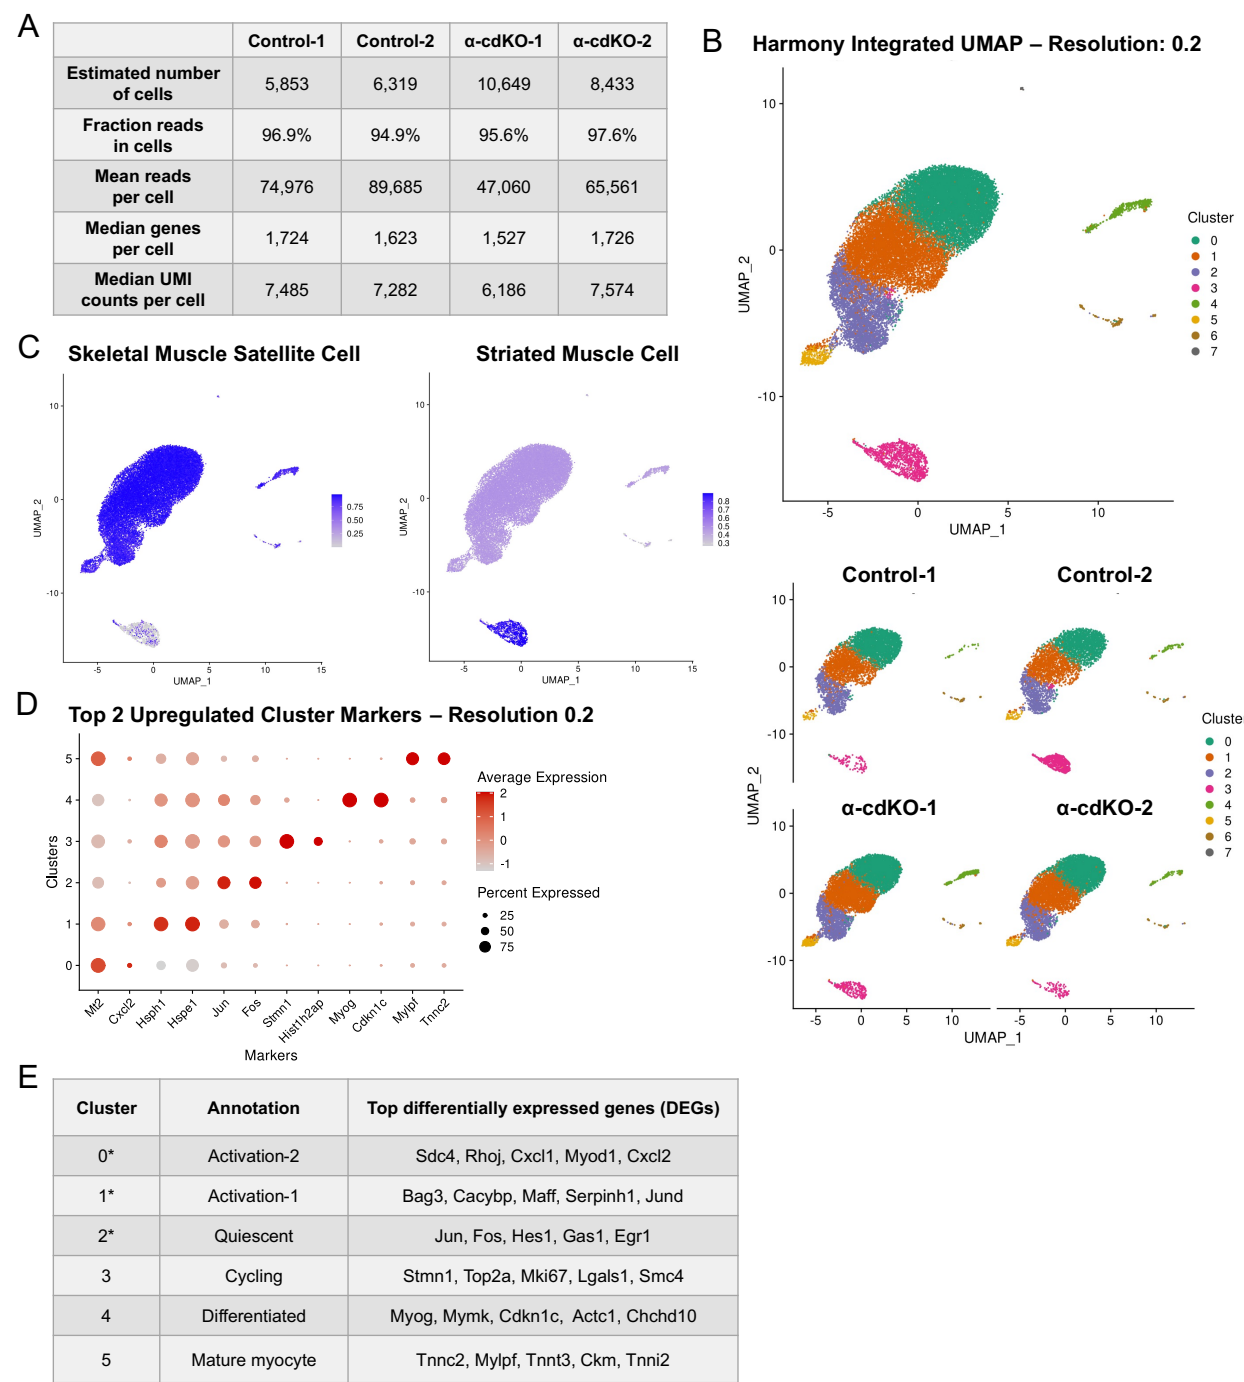 A
Control-1 Control-2 α-cdKO-1 α-cdKO-2
Estimated number
of cells
5,853 6,319 10,649 8,433
Fraction reads
in cells
96.9% 94.9% 95.6% 97.6%
Mean reads
per cell
74,976 89,685 47,060 65,561
Median genes
per cell
1,724 1,623 1,527 1,726
Median UMI
counts per cell
7,485 7,282 6,186 7,574
B
Harmony Integrated UMAP – Resolution: 0.2
10
0
-10
UMAP_2
-5 0 5 10
UMAP_1
Cluster
0
1
2
3
4
5
6
7
C
Skeletal Muscle Satellite Cell
10
0
-10
UMAP_2
-5 0 5 10 15
UMAP_1
0.75
0.50
0.25
Striated Muscle Cell
10
0
-10
UMAP_2
-5 0 5 10 15
UMAP_1
0.8
0.7
0.6
0.5
0.4
0.3
Control-1 Control-2
10
0
-10
α-cdKO-1 α-cdKO-2
10
0
-10
UMAP_2
-5 0 5 10 -5 0 5 10
UMAP_1
Cluster
0
1
2
3
4
5
6
7
D
Top 2 Upregulated Cluster Markers – Resolution 0.2
5
4
3
2
1
0
Clusters
Mt2 Cxcl2 Hsph1 Hspe1 Jun Fos Stmn1 Hist1h2ap Myog Cdkn1c Mylpf Tnnc2
Markers
Average Expression
2
1
0
-1
Percent Expressed
25
50
75
E
Cluster Annotation Top differentially expressed genes (DEGs)
0* Activation-2 Sdc4, Rhoj, Cxcl1, Myod1, Cxcl2
1* Activation-1 Bag3, Cacybp, Maff, Serpinh1, Jund
2* Quiescent Jun, Fos, Hes1, Gas1, Egr1
3 Cycling Stmn1, Top2a, Mki67, Lgals1, Smc4
4 Differentiated Myog, Mymk, Cdkn1c, Actc1, Chchd10
5 Mature myocyte Tnnc2, Mylpf, Tnnt3, Ckm, Tnni2